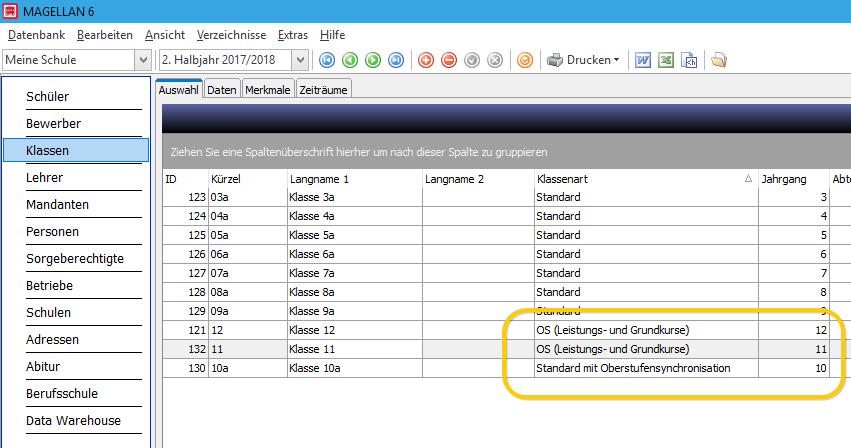 MAGELLAN 6
Datenbank Bearbeiten Ansicht Verzeichnisse Extras Hilfe
Meine Schule 2. Halbjahr 2017/2018 Drucken
Auswahl Daten Merkmale Zeiträume
Schüler
Bewerber
Klassen
Lehrer
Mandanten
Personen
Sorgeberechtigte
Betriebe
Schulen
Adressen
Abitur
Berufsschule
Data Warehouse
Ziehen Sie eine Spaltenüberschrift hierher um nach dieser Spalte zu gruppieren
ID Kürzel Langname 1 Langname 2 Klassenart Jahrgang Abte
123 03a Klasse 3a Standard 3
124 04a Klasse 4a Standard 4
125 05a Klasse 5a Standard 5
126 06a Klasse 6a Standard 6
127 07a Klasse 7a Standard 7
128 08a Klasse 8a Standard 8
129 09a Klasse 9a Standard 9
121 12 Klasse 12 OS (Leistungs- und Grundkurse) 12
132 11 Klasse 11 OS (Leistungs- und Grundkurse) 11
130 10a Klasse 10a Standard mit Oberstufensynchronisation 10